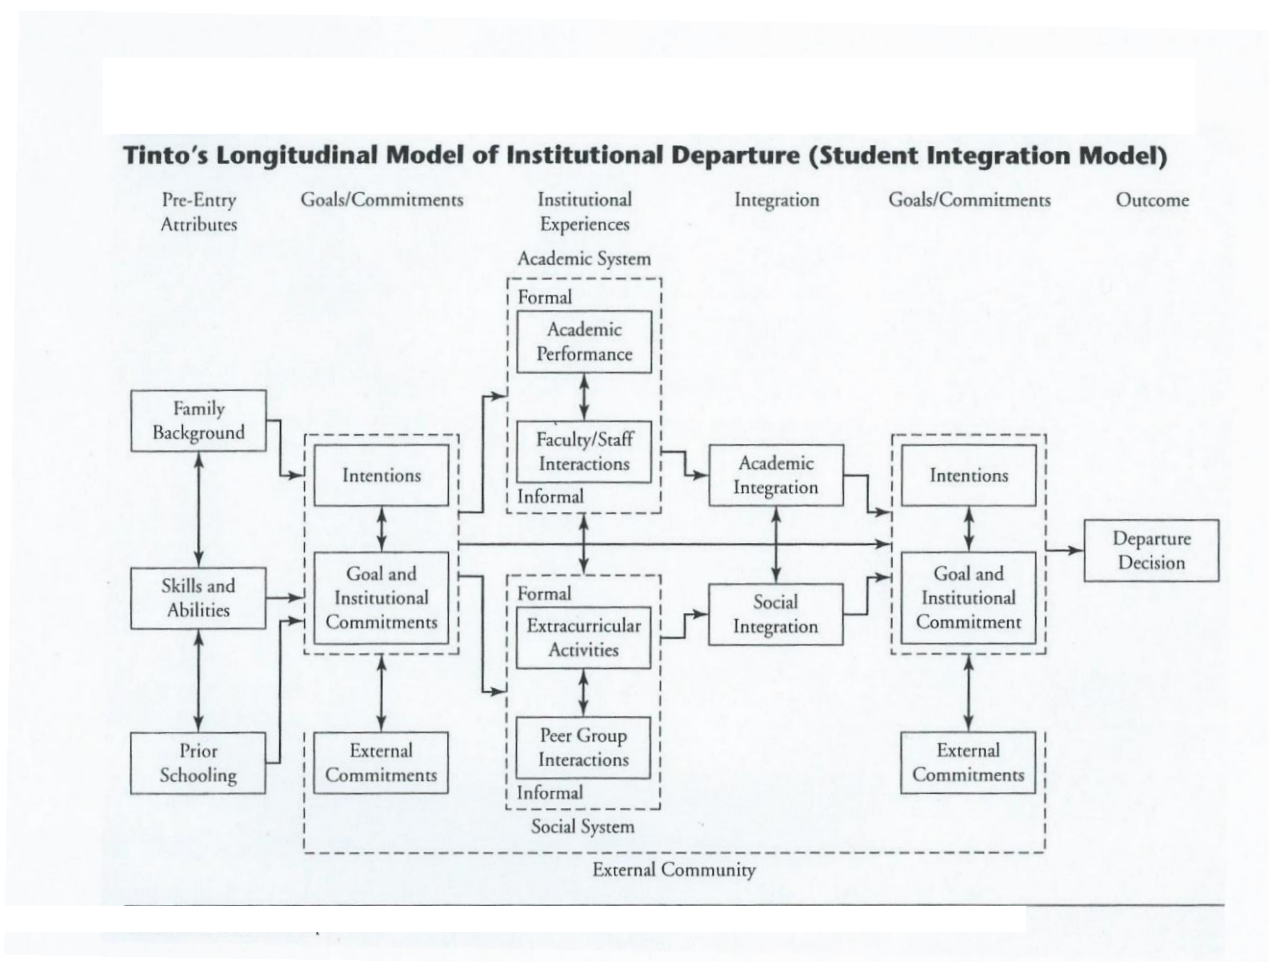 Tinto's Longitudinal Model of Institutional Departure (Student Integration Model)
Pre-Entry
Attributes
Goals/Commitments
Institutional
Experiences
Integration
Goals/Commitments
Outcome
Academic System
Formal
Academic
Performance
Faculty/Staff
Interactions
Informal
Family
Background
Skills and
Abilities
Prior
Schooling
Intentions
Goal and
Institutional
Commitments
External
Commitments
Formal
Extracurricular
Activities
Peer Group
Interactions
Informal
Social System
Academic
Integration
Social
Integration
Intentions
Goal and
Institutional
Commitment
External
Commitments
Departure
Decision
External Community